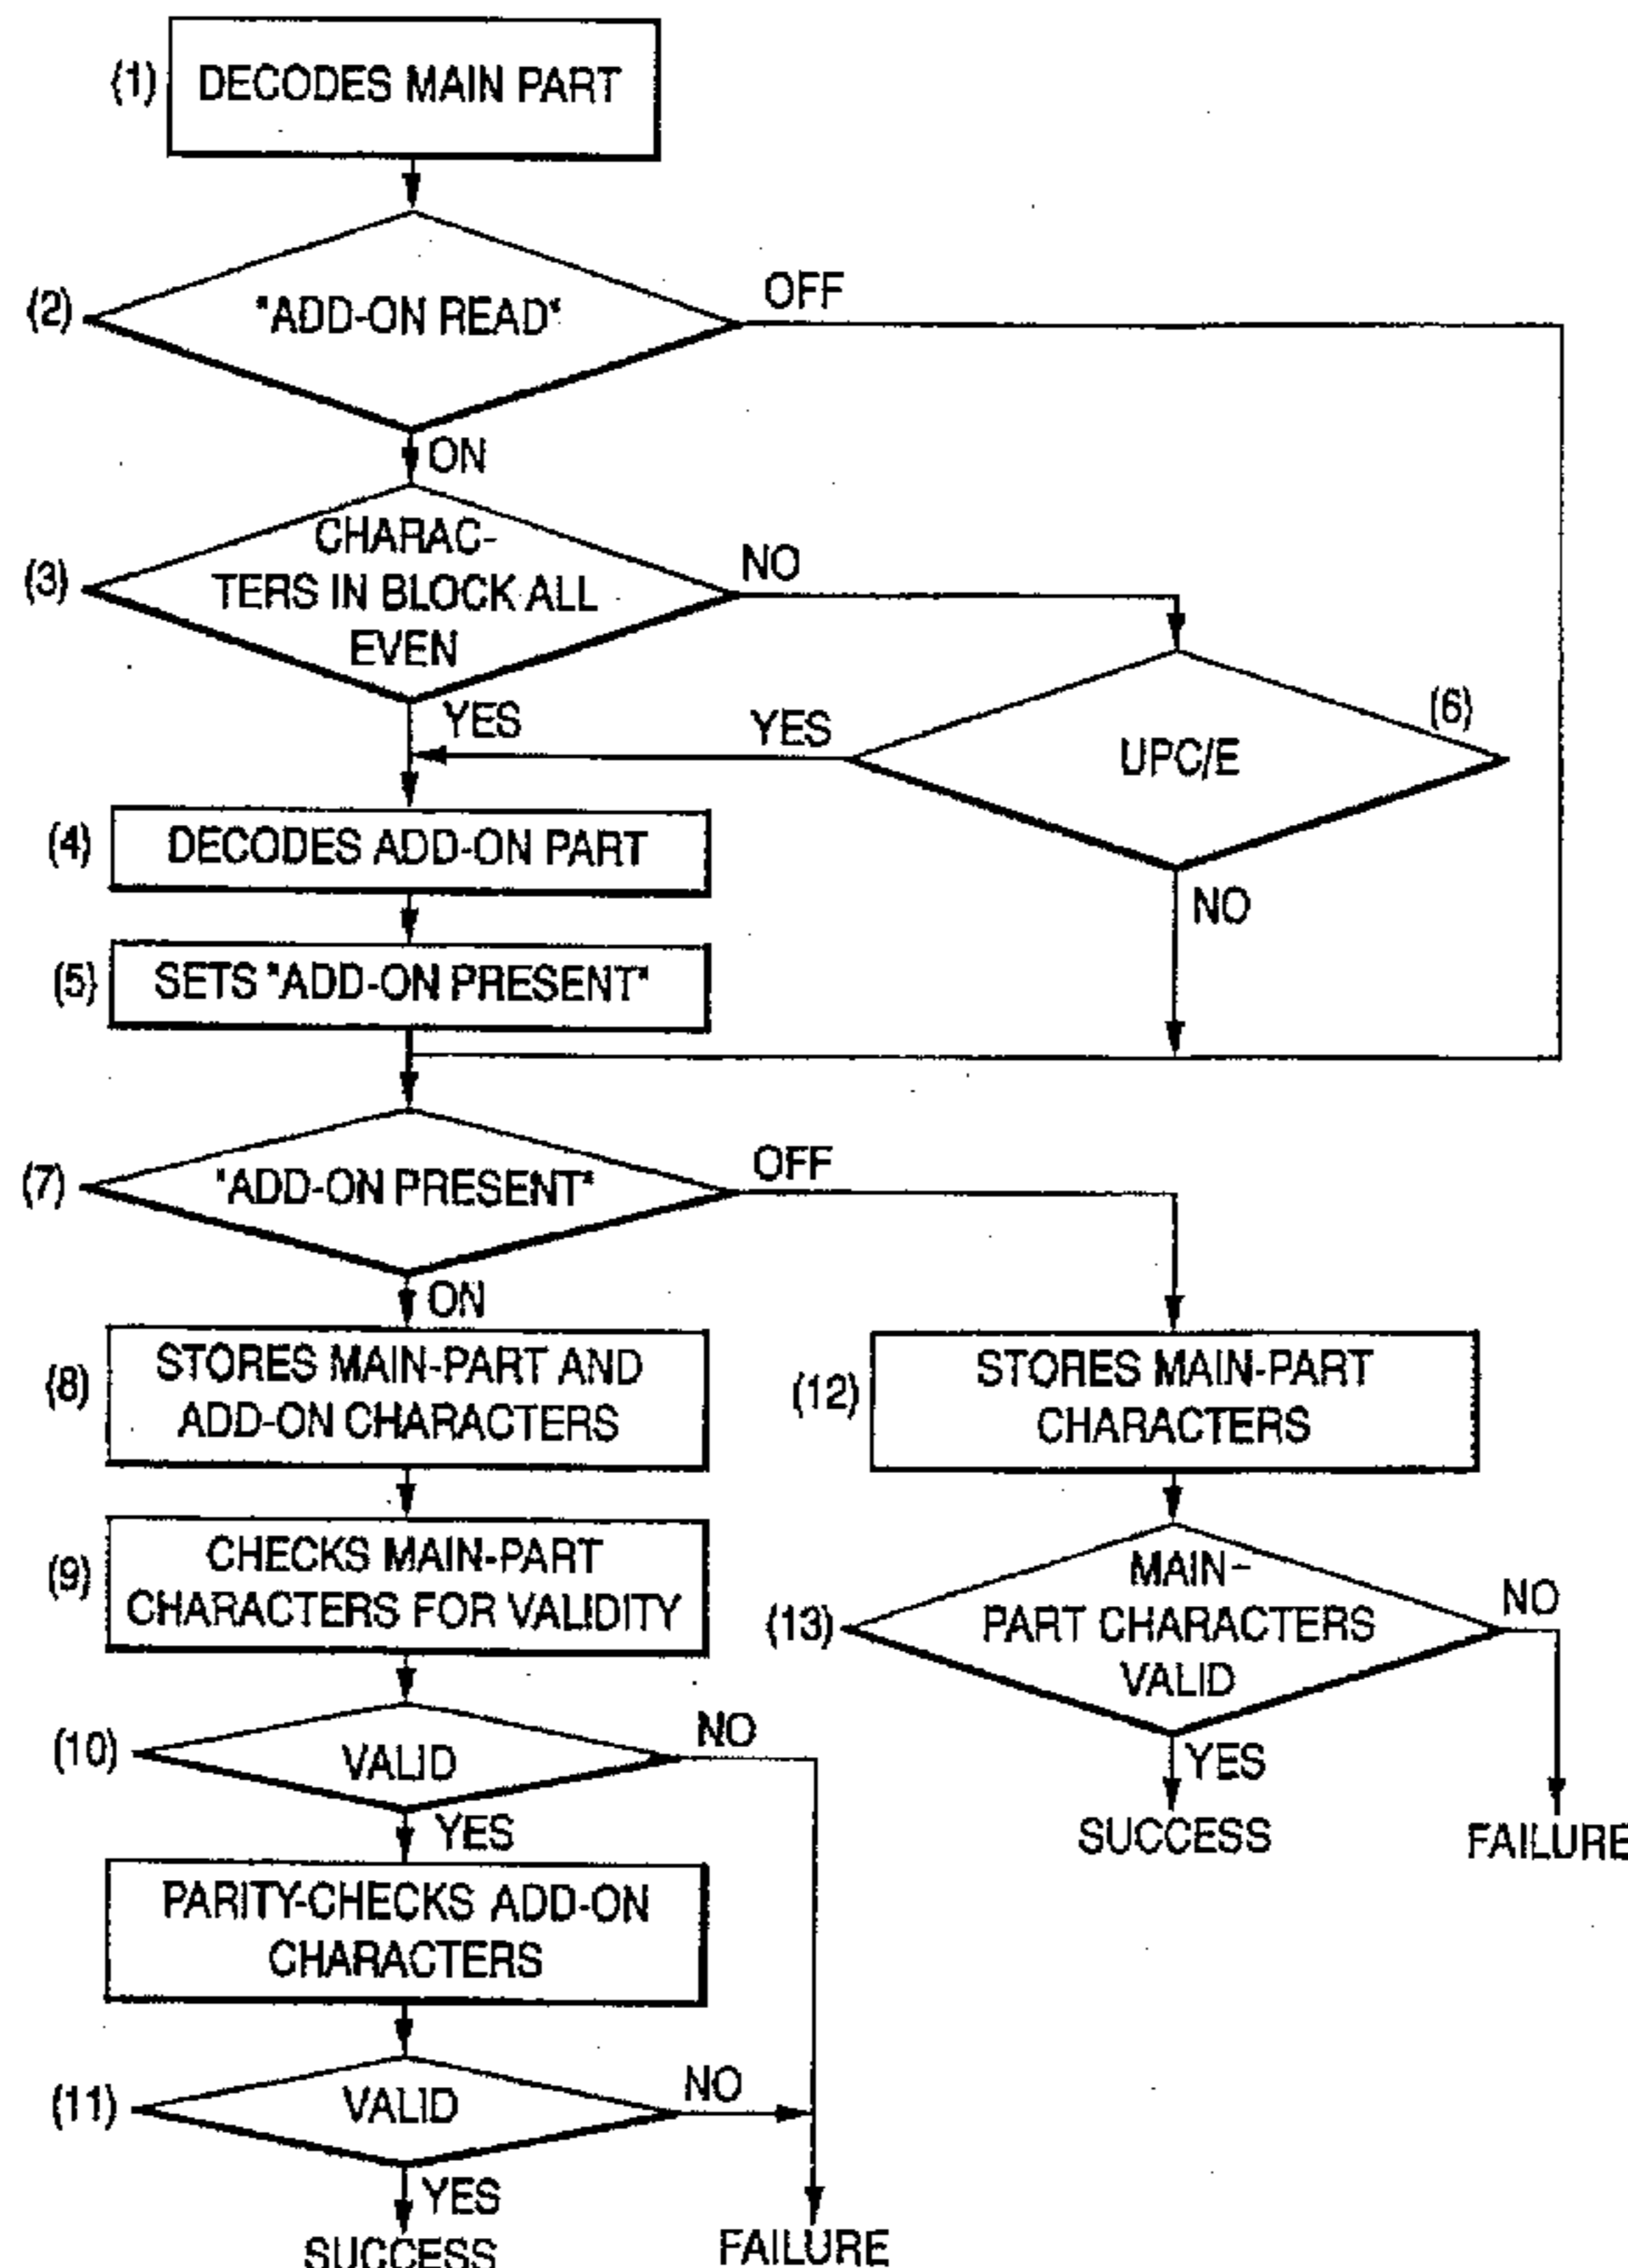 (1) DECODES MAIN PART
(2) "ADD-ON READ" OFF
ON
(3) CHARAC-
TERS IN BLOCK ALL
EVEN
NO
YES
YES
UPC/E
(6)
(4) DECODES ADD-ON PART
NO
(5) SETS "ADD-ON PRESENT"
(7) "ADD-ON PRESENT" OFF
ON
(8) STORES MAIN-PART AND
ADD-ON CHARACTERS
(12) STORES MAIN-PART
CHARACTERS
(9) CHECKS MAIN-PART
CHARACTERS FOR VALIDITY
(13) MAIN-
PART CHARACTERS
VALID
NO
YES
SUCCESS
FAILURE
(10) VALID NO
YES
PARITY-CHECKS ADD-ON
CHARACTERS
(11) VALID NO
YES
SUCCESS
FAILURE